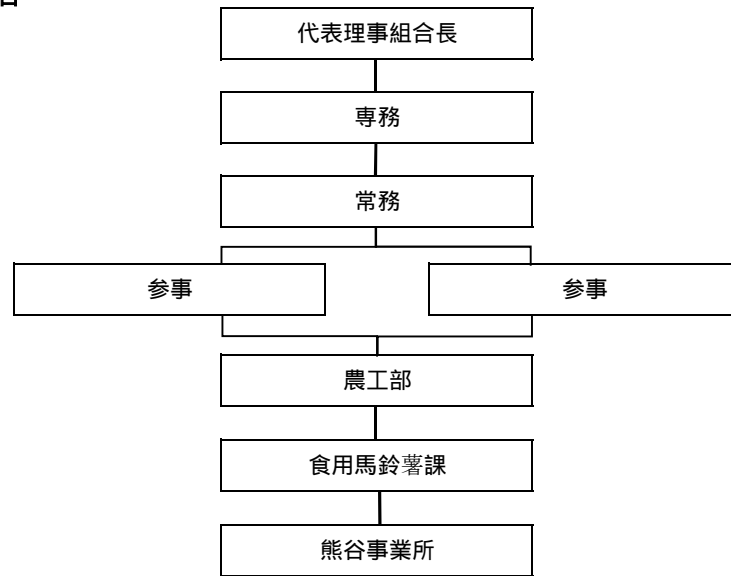 代表理事組合長
専務
常務
参事
参事
農工部
食用馬鈴薯課
熊谷事業所